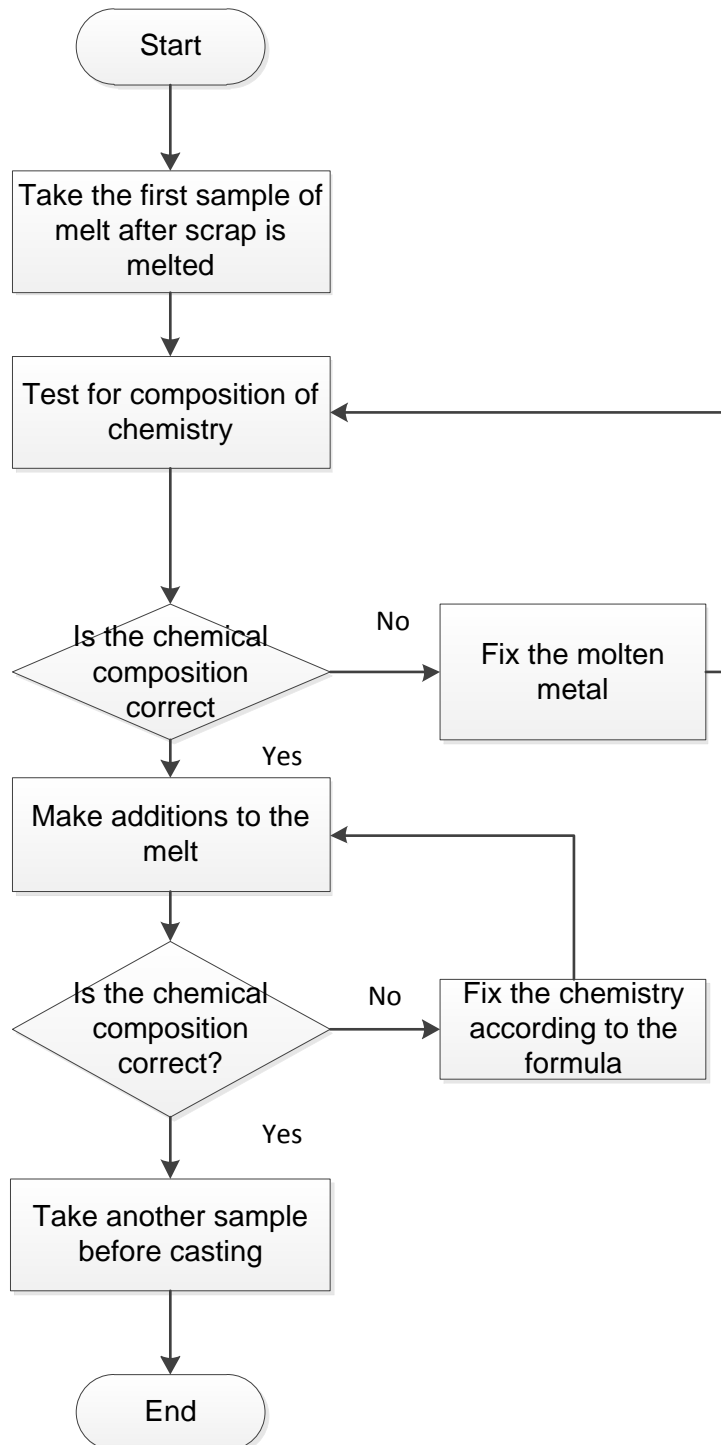 Start
Take the first sample of
melt after scrap is
melted
Test for composition of
chemistry
Is the chemical
composition
correct
No
Fix the molten
metal
Yes
Make additions to the
melt
Is the chemical
composition
correct?
No
Fix the chemistry
according to the
formula
Yes
Take another sample
before casting
End